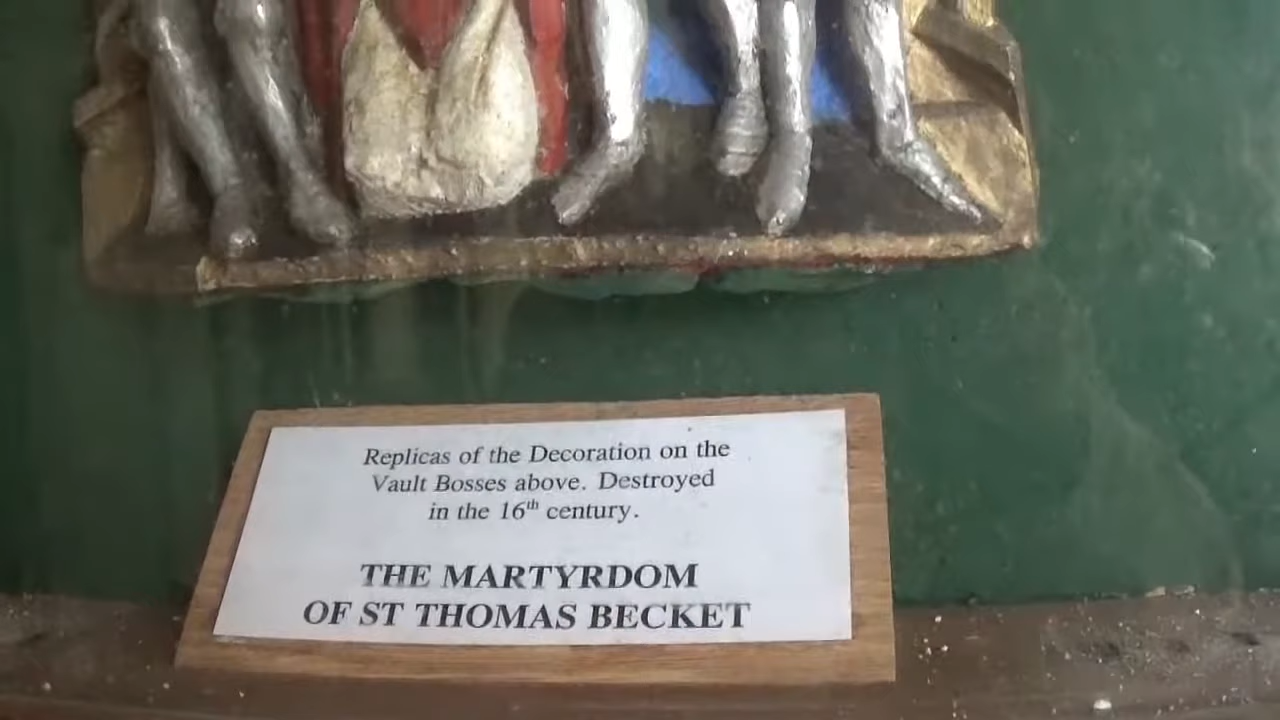 Replicas of the Decoration on the
Vault Bosses above. Destroyed
in the 16th century.
THE MARTYRDOM
OF ST THOMAS BECKET